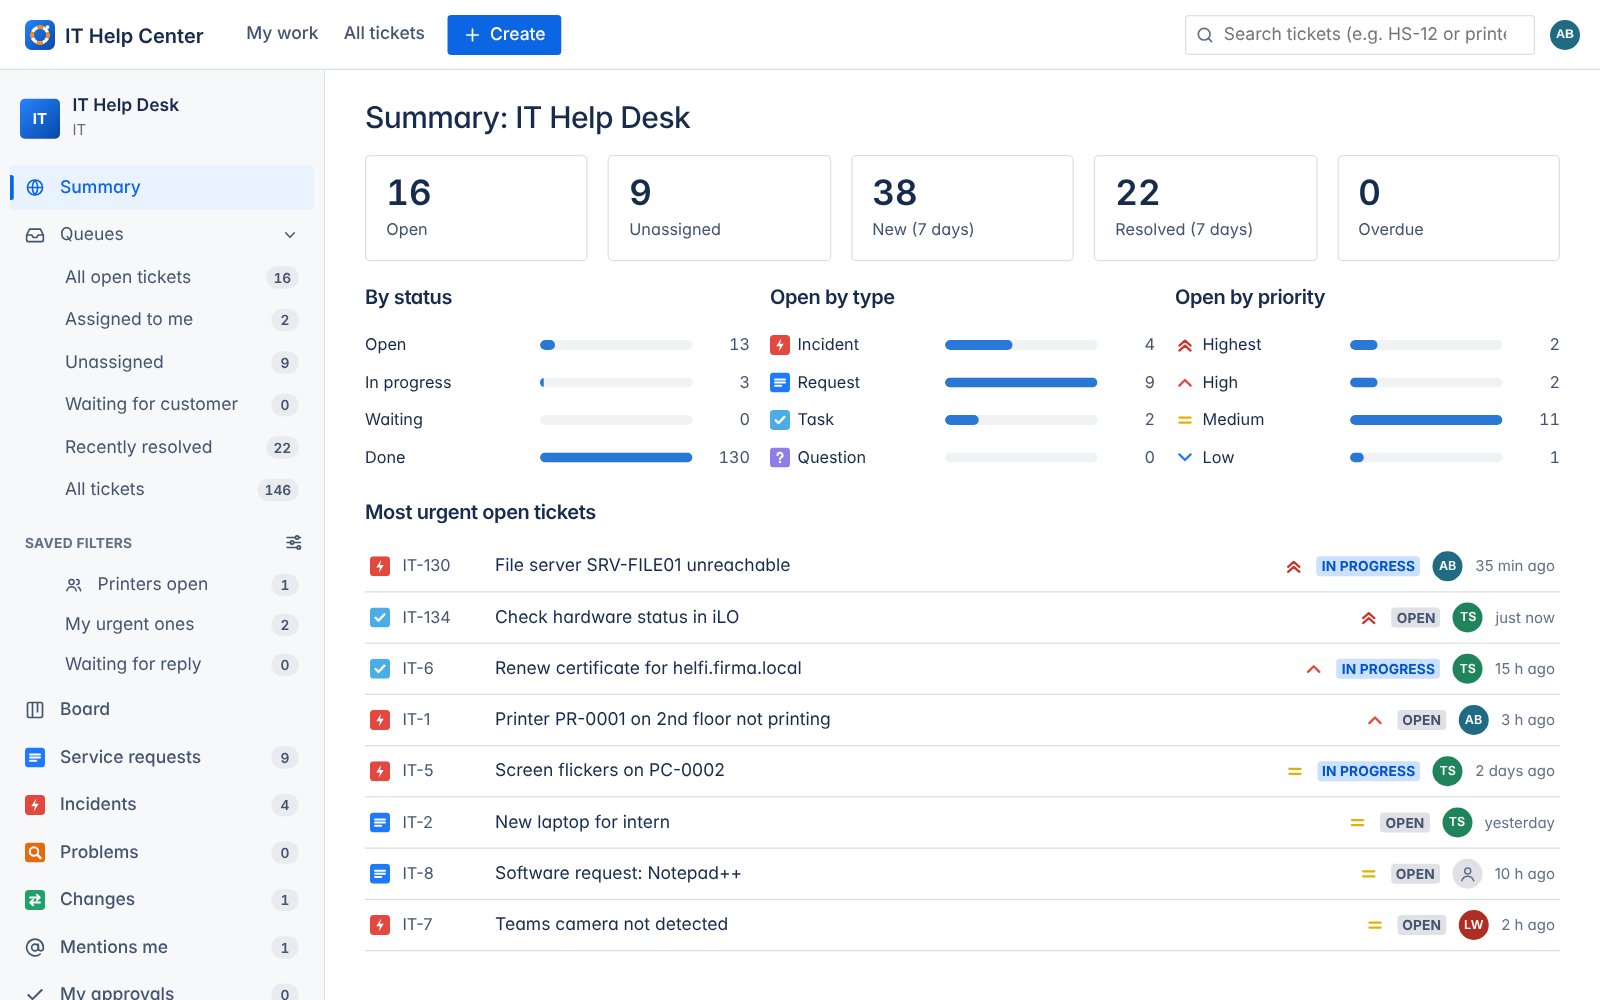 IT Help Center
My work
All tickets
Create
Search tickets (e.g. HS-12 or printe
AB
IT
IT Help Desk
IT
Summary
Queues
All open tickets 16
Assigned to me 2
Unassigned 9
Waiting for customer 0
Recently resolved 22
All tickets 146
SAVED FILTERS
Printers open 1
My urgent ones 2
Waiting for reply 0
Board
Service requests 9
Incidents 4
Problems 0
Changes 1
Mentions me 1
My approvals 0
Summary: IT Help Desk
16
Open
9
Unassigned
38
New (7 days)
22
Resolved (7 days)
0
Overdue
By status
Open 13
In progress 3
Waiting 0
Done 130
Open by type
Incident 4
Request 9
Task 2
? Question 0
Open by priority
Highest 2
High 2
Medium 11
Low 1
Most urgent open tickets
IT-130 File server SRV-FILE01 unreachable IN PROGRESS AB 35 min ago
IT-134 Check hardware status in iLO OPEN TS just now
IT-6 Renew certificate for helfi.firma.local IN PROGRESS TS 15 h ago
IT-1 Printer PR-0001 on 2nd floor not printing OPEN AB 3 h ago
IT-5 Screen flickers on PC-0002 IN PROGRESS TS 2 days ago
IT-2 New laptop for intern OPEN TS yesterday
IT-8 Software request: Notepad++ OPEN 10 h ago
IT-7 Teams camera not detected OPEN LW 2 h ago